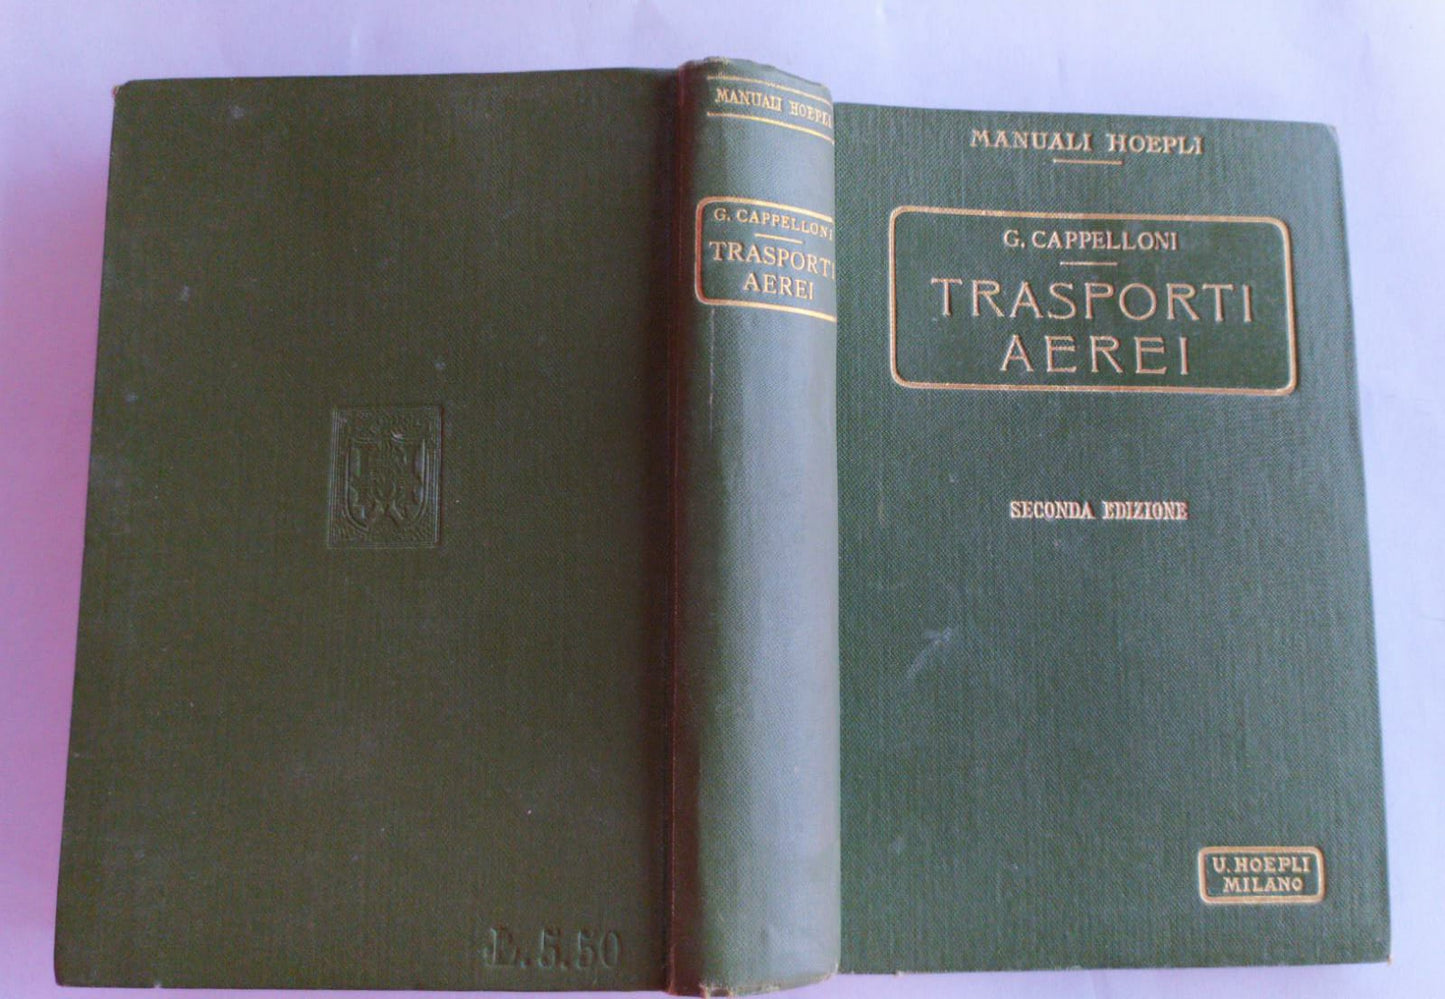 MANUALI HOEPLI
G. CAPPELLONI
TRASPORTI
AEREI
SECONDA EDIZIONE
U. HOEPLI
MILANO
MANUALI HOEPLI
G. CAPPELLONI
TRASPORTI
AEREI
L. 5.50